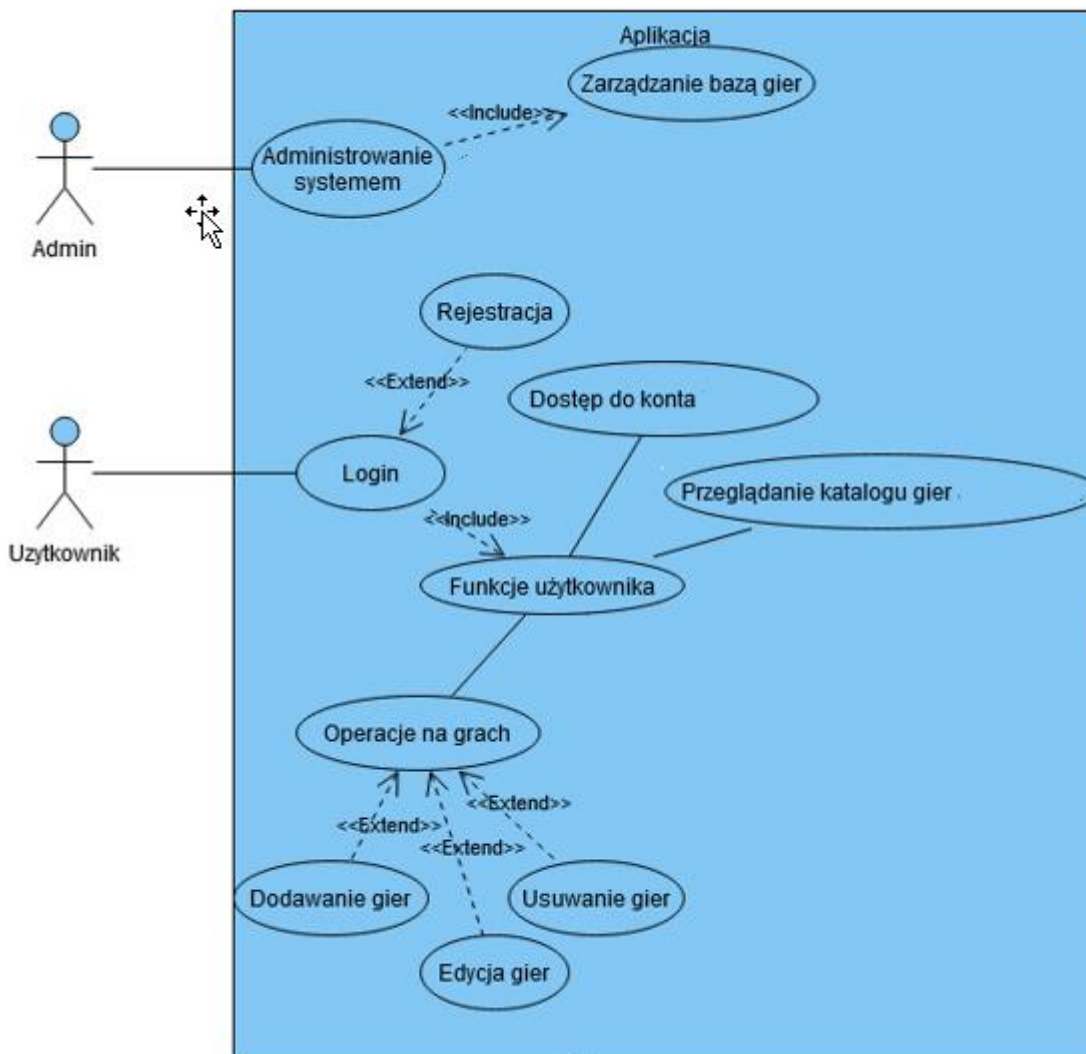 Aplikacja
Zarządzanie bazą gier
<<Include>>
Administrowanie
systemem
Admin
Rejestracja
<<Extend>>
Dostęp do konta
Login
Przeglądanie katalogu gier
<<Include>>
Uzytkownik
Funkcje użytkownika
Operacje na grach
<<Extend>>
<<Extend>>
<<Extend>>
Dodawanie gier
Usuwanie gier
Edycja gier